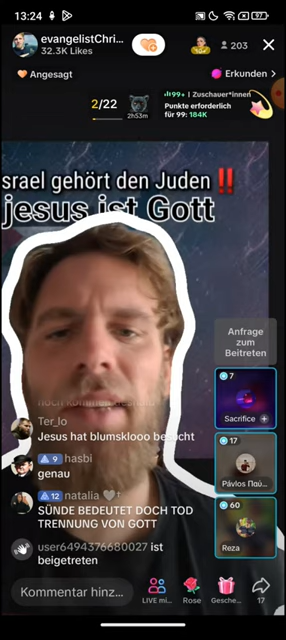 13:24
97
evangelistChri...
32.3K Likes
203
Angesagt
Erkunden >
2/22
2h53m
99+ | Zuschauer*innen
Punkte erforderlich
für 99: 184K
srael gehört den Juden ‼️
jesus ist Gott
Anfrage
zum
Beitreten
7
Sacrifice +
17
Pávlos Παύ...
60
Reza
Ter_lo
Jesus hat blumsklooo besucht
9 hasbi
genau
12 natalia 🤍
SÜNDE BEDEUTET DOCH TOD
TRENNUNG VON GOTT
user6494376680027 ist
beigetreten
Kommentar hinz...
LIVE mi...
Rose
Gesche...
17